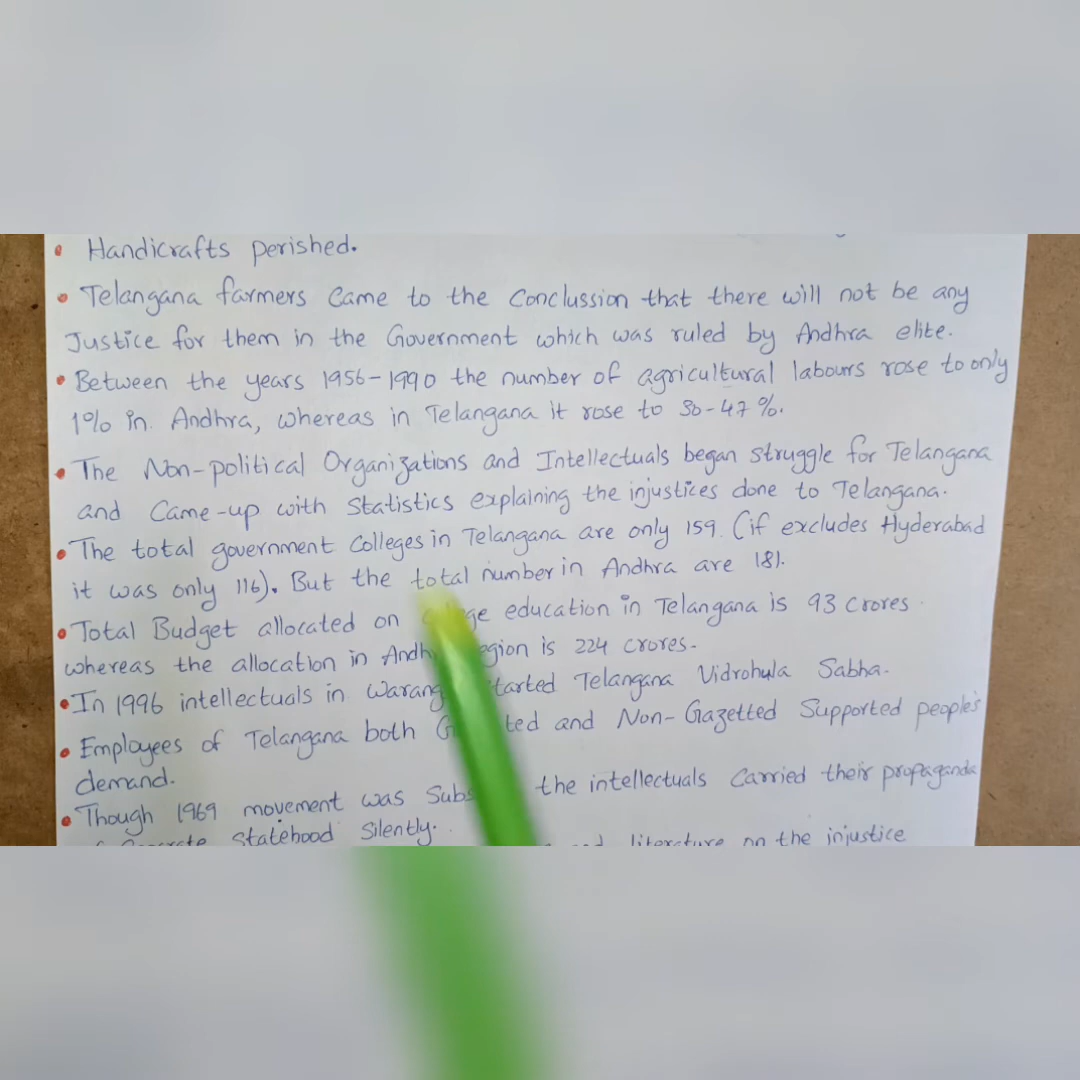 • Handicrafts perished.
• Telangana farmers Came to the Conclussion that there will not be any
Justice for them in the Government which was ruled by Andhra elite.
• Between the years 1956-1990 the number of agricultural labours rose to only
1% in Andhra, whereas in Telangana it rose to 30-47%.
• The Non-political Organizations and Intellectuals began struggle for Telangana
and Came-up with Statistics explaining the injustices done to Telangana.
• The total government Colleges in Telangana are only 159. (if excludes Hyderabad
it was only 116). But the total number in Andhra are 181.
• Total Budget allocated on education in Telangana is 93 Crores
whereas the allocation in is 224 crores.
• In 1996 intellectuals in Telangana Vidrohula Sabha.
• Employees of Telangana both and Non-Gazetted Supported people's
demand.
• Though 1969 movement was the intellectuals Carried their propaganda
Statehood Silently.
literature on the injustice